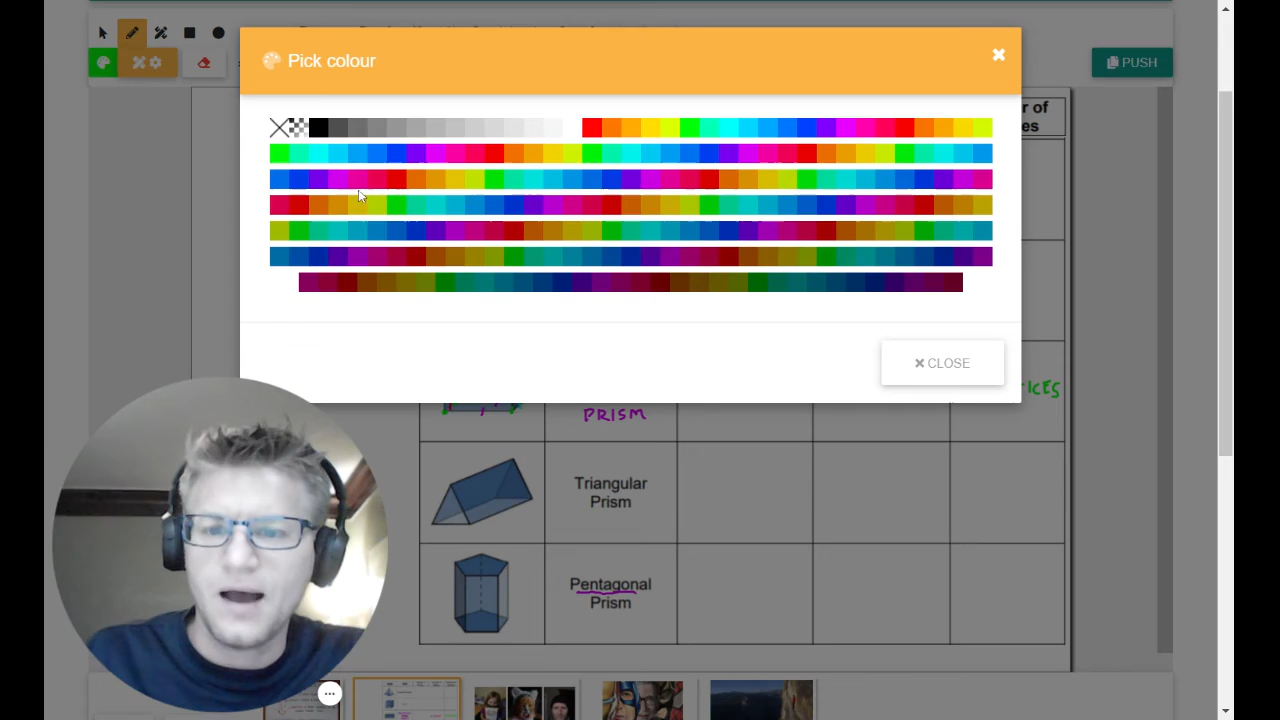 Pick colour
PUSH
r of
es
CLOSE
ICES
PRISM
Triangular
Prism
Pentagonal
Prism
...